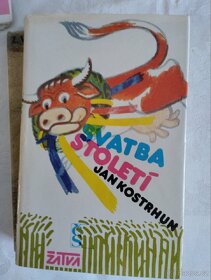 SVATBA
STOLETÍ
JAN KOSTRHUN
ŽATVA